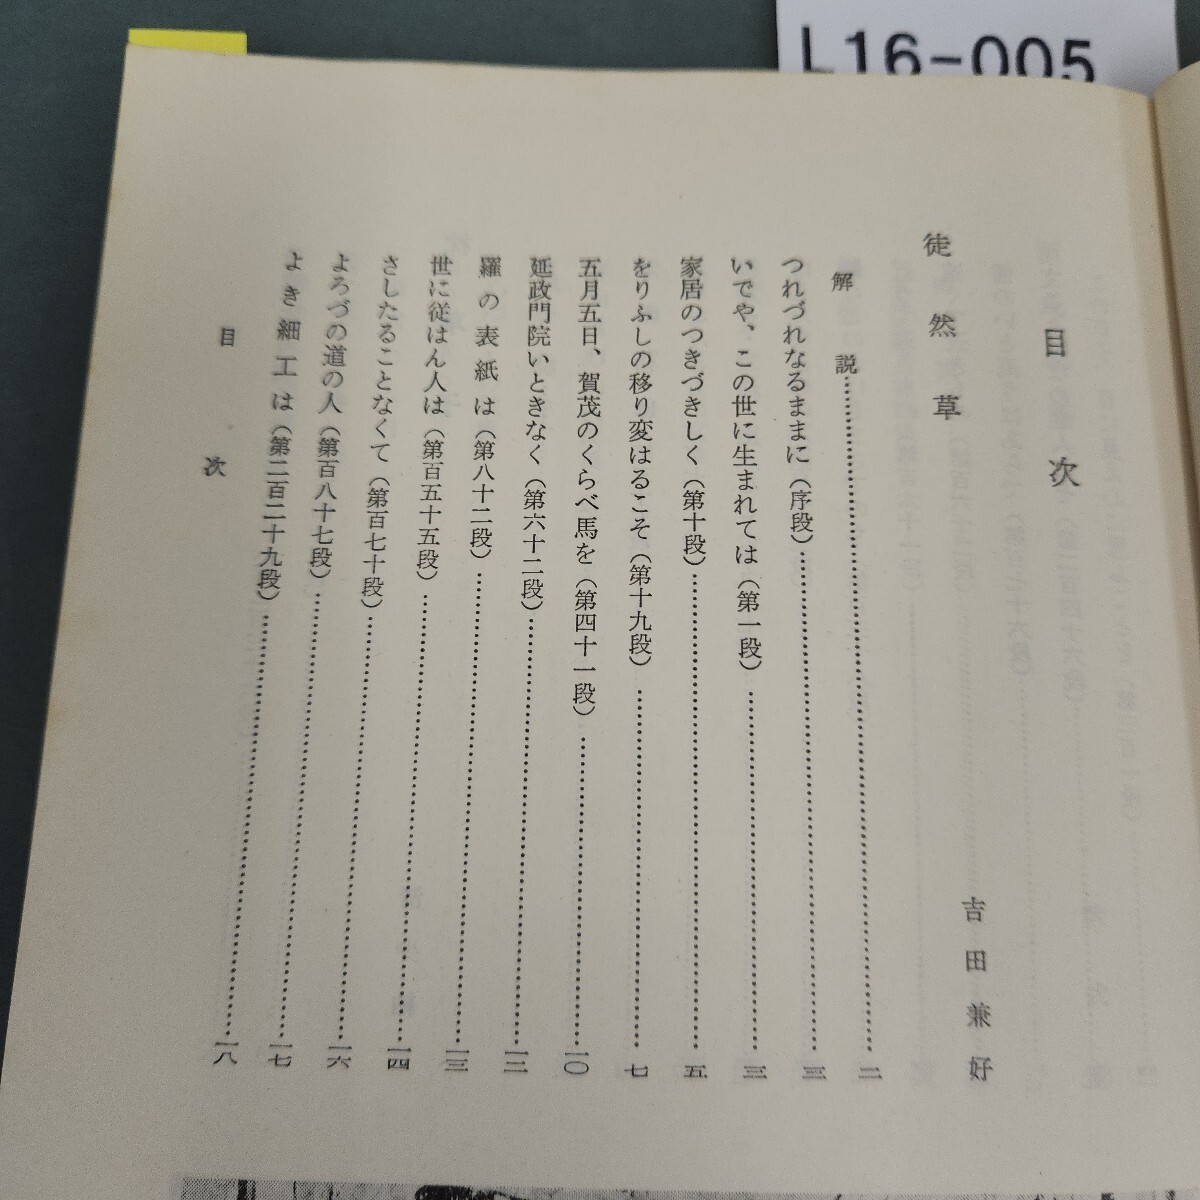 L16-005
目次
徒然草
吉田兼好
解説……………二
つれづれなるままに（序段）……………三
いでや、この世に生まれては（第一段）……………三
家居のつきづきしく（第十段）……………五
をりふしの移り変はるこそ（第十九段）……………七
五月五日、賀茂のくらべ馬を（第四十一段）……………一〇
延政門院いときなく（第六十二段）……………一二
羅の表紙は（第八十二段）……………一三
世に従はん人は（第百五十五段）……………一四
さしたることなくて（第百七十段）……………一六
よろづの道の人（第百八十七段）……………一七
よき細工は（第二百二十九段）……………一八
目次